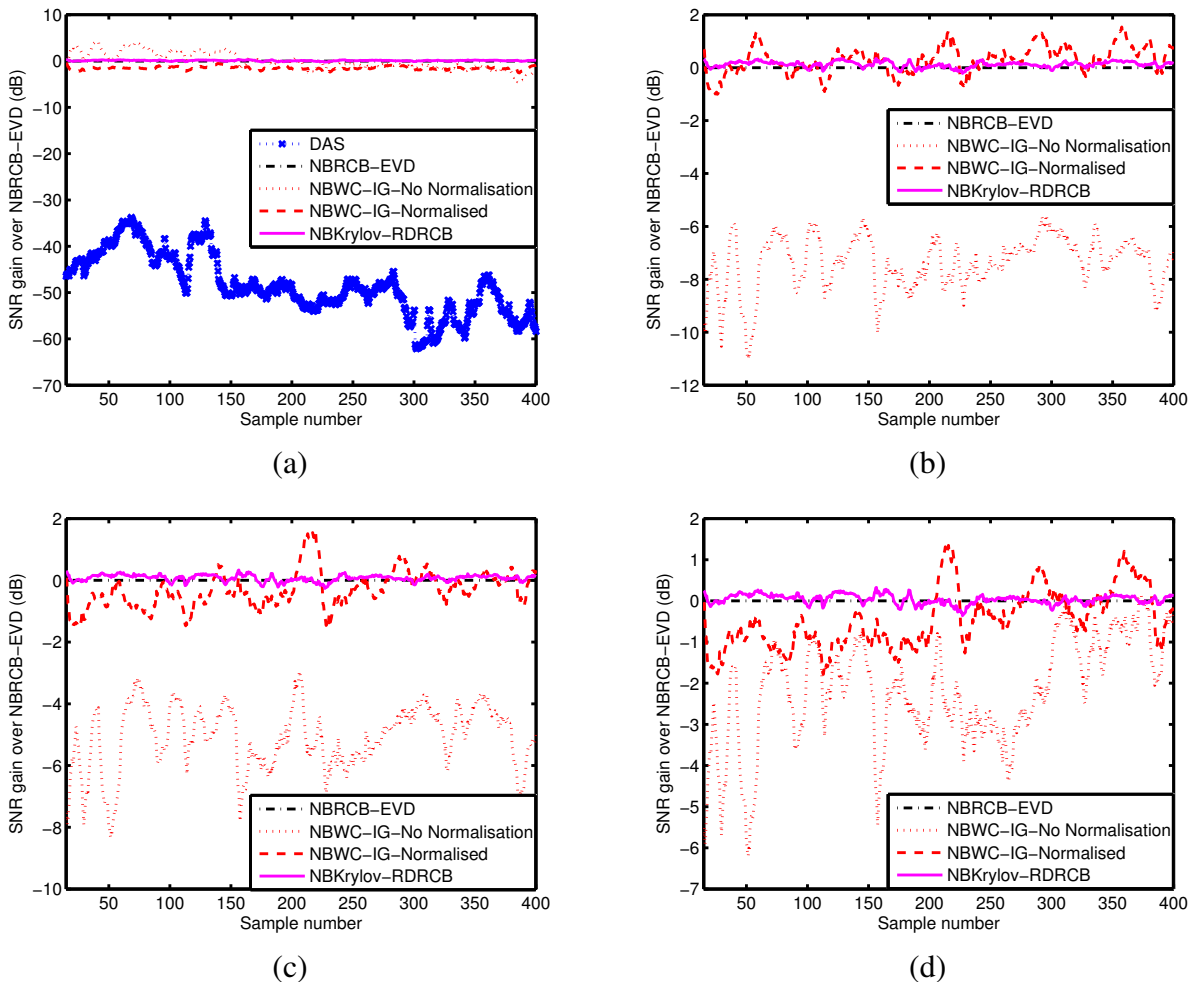 SNR gain over NBRCB−EVD (dB)
10
0
−10
−20
−30
−40
−50
−60
−70
DAS
NBRCB−EVD
NBWC−IG−No Normalisation
NBWC−IG−Normalised
NBKrylov−RDRCB
50 100 150 200 250 300 350 400
Sample number
(a)
SNR gain over NBRCB−EVD (dB)
2
0
−2
−4
−6
−8
−10
−12
NBRCB−EVD
NBWC−IG−No Normalisation
NBWC−IG−Normalised
NBKrylov−RDRCB
50 100 150 200 250 300 350 400
Sample number
(b)
SNR gain over NBRCB−EVD (dB)
2
0
−2
−4
−6
−8
−10
NBRCB−EVD
NBWC−IG−No Normalisation
NBWC−IG−Normalised
NBKrylov−RDRCB
50 100 150 200 250 300 350 400
Sample number
(c)
SNR gain over NBRCB−EVD (dB)
2
1
0
−1
−2
−3
−4
−5
−6
−7
NBRCB−EVD
NBWC−IG−No Normalisation
NBWC−IG−Normalised
NBKrylov−RDRCB
50 100 150 200 250 300 350 400
Sample number
(d)